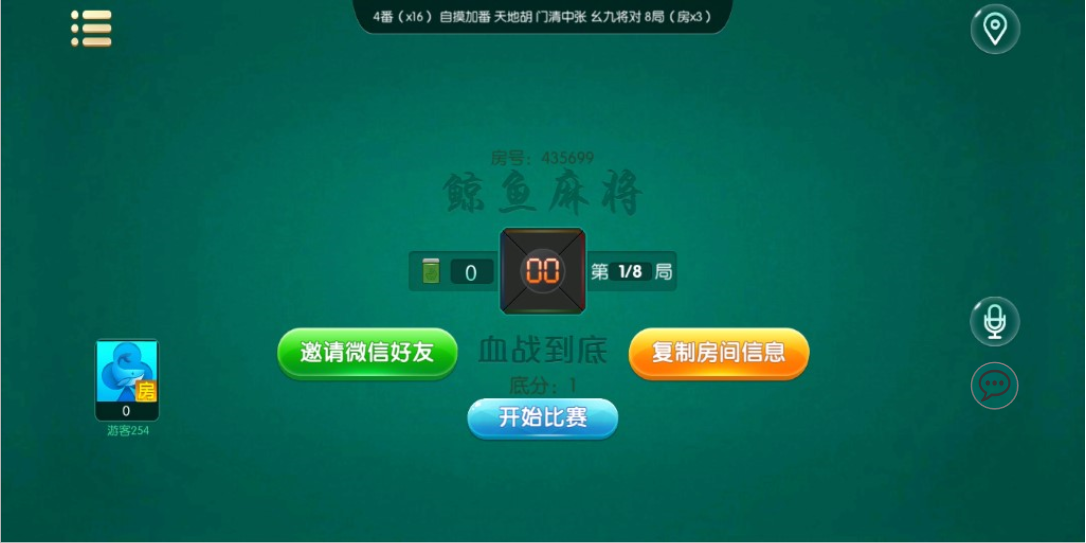 4番（x16） 自摸加番 天地胡 门清中张 幺九将对 8局（房x3）
房号：435699
鲸鱼麻将
0
00
第 1/8 局
邀请微信好友
血战到底
复制房间信息
底分：1
房
0
开始比赛
游客254